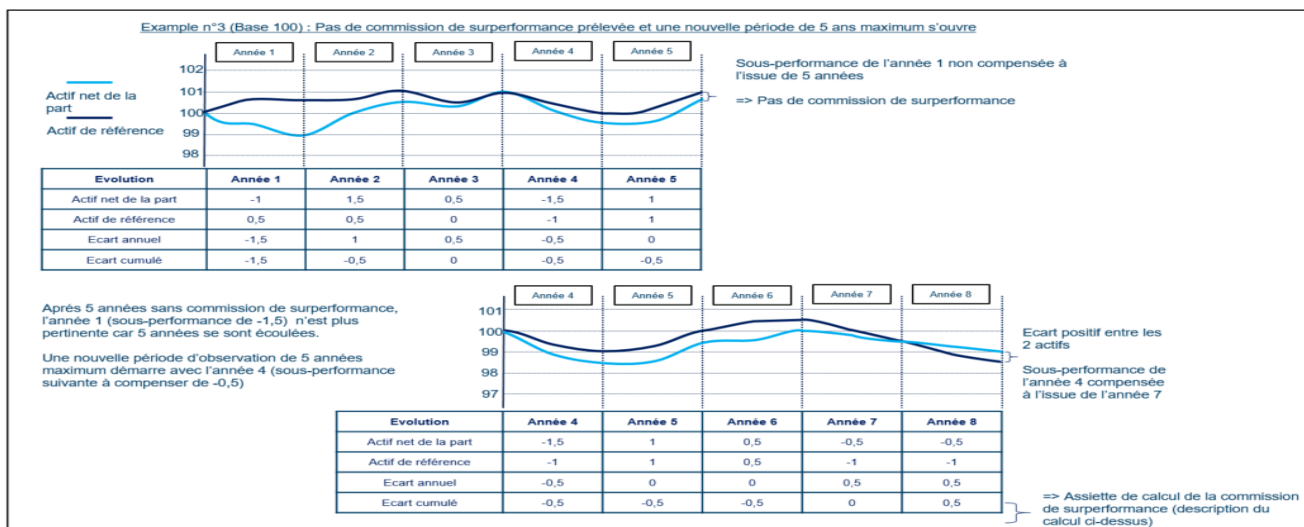 Example n°3 (Base 100) : Pas de commission de surperformance prélevée et une nouvelle période de 5 ans maximum s'ouvre
Année 1 Année 2 Année 3 Année 4 Année 5
102
101
100
99
98
Actif net de la
part
Actif de référence
Sous-performance de l'année 1 non compensée à
l'issue de 5 années
=> Pas de commission de surperformance
Evolution Année 1 Année 2 Année 3 Année 4 Année 5
Actif net de la part -1 1,5 0,5 -1,5 1
Actif de référence 0,5 0,5 0 -1 1
Ecart annuel -1,5 1 0,5 -0,5 0
Ecart cumulé -1,5 -0,5 0 -0,5 -0,5
Après 5 années sans commission de surperformance,
l'année 1 (sous-performance de -1,5) n'est plus
pertinente car 5 années se sont écoulées.
Une nouvelle période d'observation de 5 années
maximum démarre avec l'année 4 (sous-performance
suivante à compenser de -0,5)
Année 4 Année 5 Année 6 Année 7 Année 8
101
100
99
98
97
Ecart positif entre les
2 actifs
Sous-performance de
l'année 4 compensée
à l'issue de l'année 7
Evolution Année 4 Année 5 Année 6 Année 7 Année 8
Actif net de la part -1,5 1 0,5 -0,5 -0,5
Actif de référence -1 1 0,5 -1 -1
Ecart annuel -0,5 0 0 0,5 0,5
Ecart cumulé -0,5 -0,5 -0,5 0 0,5
=> Assiette de calcul de la commission
de surperformance (description du
calcul ci-dessus)